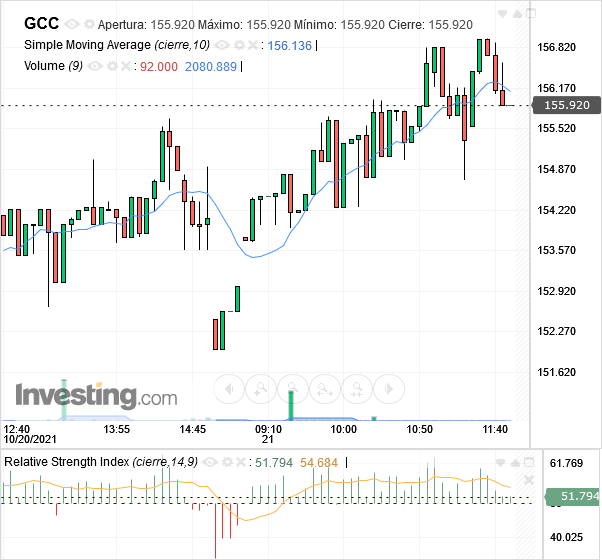 GCC Apertura: 155.920 Máximo: 155.920 Mínimo: 155.920 Cierre: 155.920
Simple Moving Average (cierre,10) : 156.136 |
Volume (9) : 92.000 2080.889 |
156.820
156.170
155.920
155.520
154.870
154.220
153.570
152.920
152.270
151.620
Investing.com
12:40 13:55 14:45 09:10 10:00 10:50 11:40
10/20/2021 21
Relative Strength Index (cierre,14,9) : 51.794 54.684 |
61.769
51.794
40.025